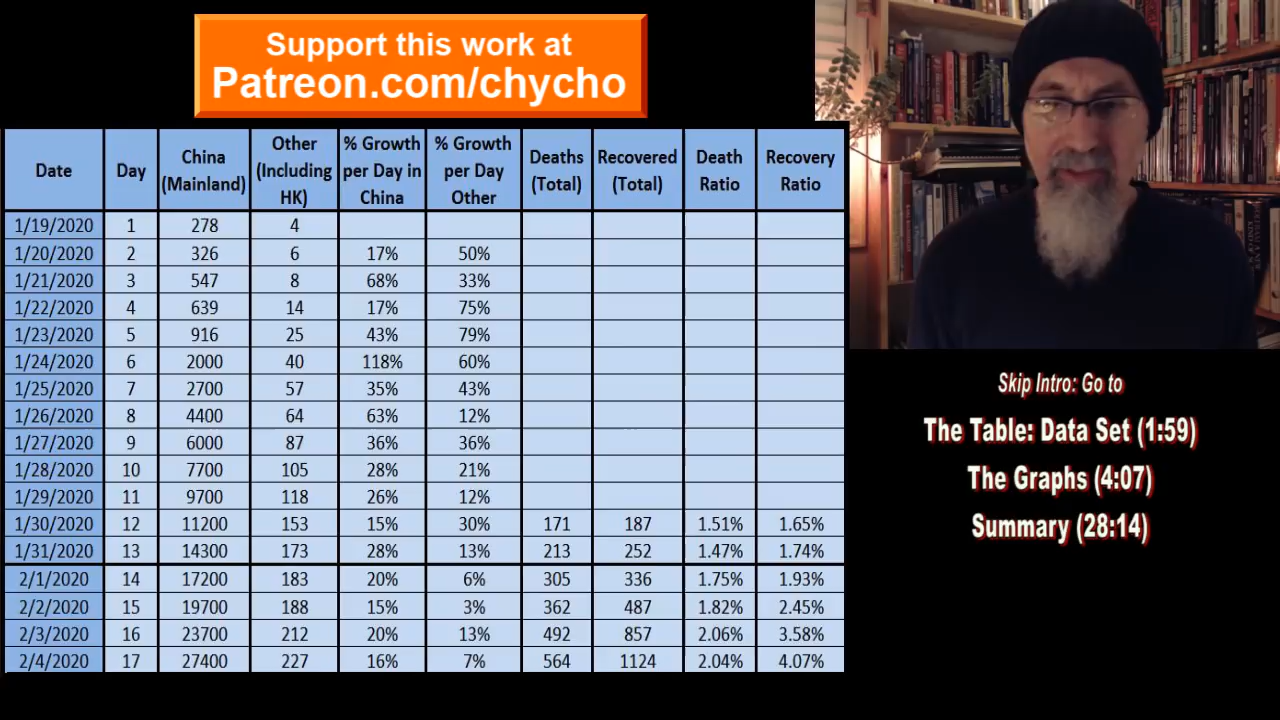 Support this work at
Patreon.com/chycho
Date Day China (Mainland) Other (Including HK) % Growth per Day in China % Growth per Day Other Deaths (Total) Recovered (Total) Death Ratio Recovery Ratio
1/19/2020 1 278 4
1/20/2020 2 326 6 17% 50%
1/21/2020 3 547 8 68% 33%
1/22/2020 4 639 14 17% 75%
1/23/2020 5 916 25 43% 79%
1/24/2020 6 2000 40 118% 60%
1/25/2020 7 2700 57 35% 43%
1/26/2020 8 4400 64 63% 12%
1/27/2020 9 6000 87 36% 36%
1/28/2020 10 7700 105 28% 21%
1/29/2020 11 9700 118 26% 12%
1/30/2020 12 11200 153 15% 30% 171 187 1.51% 1.65%
1/31/2020 13 14300 173 28% 13% 213 252 1.47% 1.74%
2/1/2020 14 17200 183 20% 6% 305 336 1.75% 1.93%
2/2/2020 15 19700 188 15% 3% 362 487 1.82% 2.45%
2/3/2020 16 23700 212 20% 13% 492 857 2.06% 3.58%
2/4/2020 17 27400 227 16% 7% 564 1124 2.04% 4.07%
Skip Intro: Go to
The Table: Data Set (1:59)
The Graphs (4:07)
Summary (28:14)